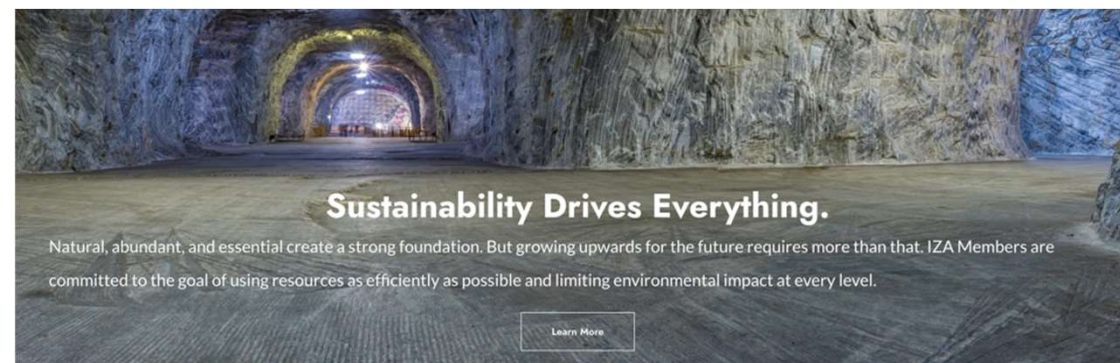 Sustainability Drives Everything.
Natural, abundant, and essential create a strong foundation. But growing upwards for the future requires more than that. IZA Members are
committed to the goal of using resources as efficiently as possible and limiting environmental impact at every level.
Learn More